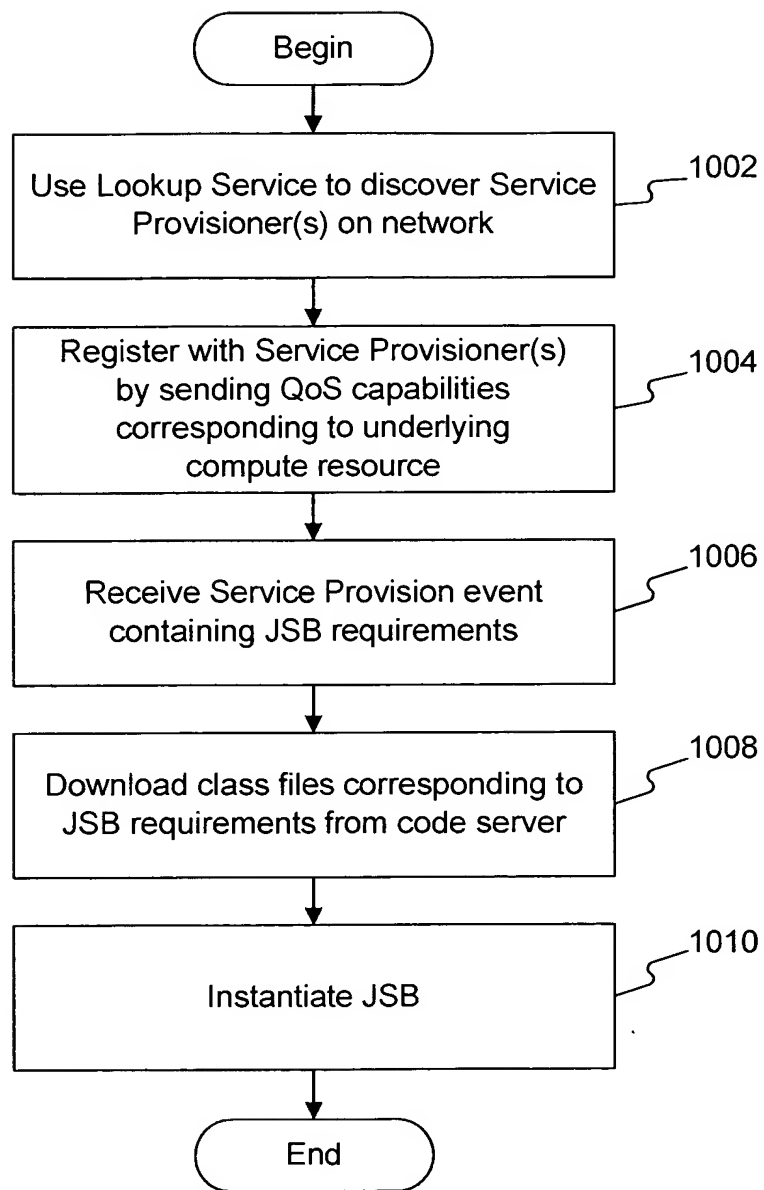 Begin
Use Lookup Service to discover Service
Provisioner(s) on network
1002
Register with Service Provisioner(s)
by sending QoS capabilities
corresponding to underlying
compute resource
1004
Receive Service Provision event
containing JSB requirements
1006
Download class files corresponding to
JSB requirements from code server
1008
Instantiate JSB
1010
End